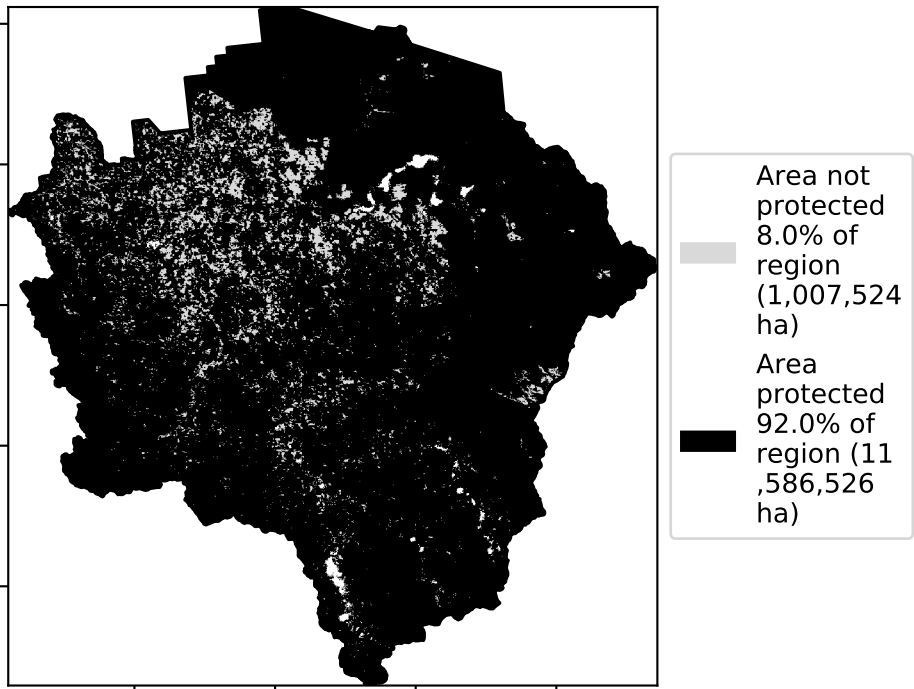 Area not
protected
8.0% of
region
(1,007,524
ha)
Area
protected
92.0% of
region (11
,586,526
ha)